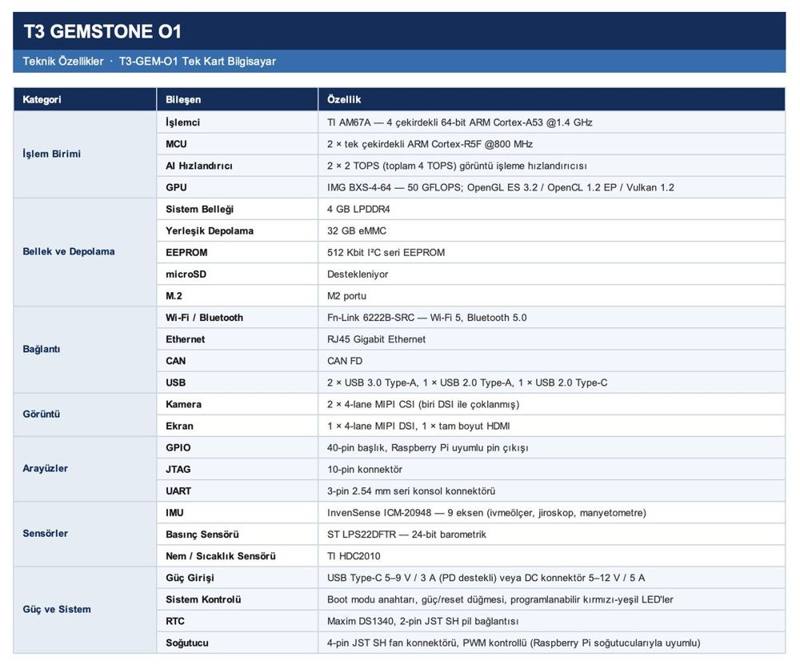 T3 GEMSTONE O1
Teknik Özellikler · T3-GEM-O1 Tek Kart Bilgisayar
Kategori Bileşen Özellik
İşlem Birimi
İşlemci TI AM67A — 4 çekirdekli 64-bit ARM Cortex-A53 @1.4 GHz
MCU 2 × tek çekirdekli ARM Cortex-R5F @800 MHz
AI Hızlandırıcı 2 × 2 TOPS (toplam 4 TOPS) görüntü işleme hızlandırıcısı
GPU IMG BXS-4-64 — 50 GFLOPS; OpenGL ES 3.2 / OpenCL 1.2 EP / Vulkan 1.2
Bellek ve Depolama
Sistem Belleği 4 GB LPDDR4
Yerleşik Depolama 32 GB eMMC
EEPROM 512 Kbit I²C seri EEPROM
microSD Destekleniyor
M.2 M2 portu
Bağlantı
Wi-Fi / Bluetooth Fn-Link 6222B-SRC — Wi-Fi 5, Bluetooth 5.0
Ethernet RJ45 Gigabit Ethernet
CAN CAN FD
USB 2 × USB 3.0 Type-A, 1 × USB 2.0 Type-A, 1 × USB 2.0 Type-C
Görüntü
Kamera 2 × 4-lane MIPI CSI (biri DSI ile çoklanmış)
Ekran 1 × 4-lane MIPI DSI, 1 × tam boyut HDMI
Arayüzler
GPIO 40-pin başlık, Raspberry Pi uyumlu pin çıkışı
JTAG 10-pin konnektör
UART 3-pin 2.54 mm seri konsol konnektörü
Sensörler
IMU InvenSense ICM-20948 — 9 eksen (ivmeölçer, jiroskop, manyetometre)
Basınç Sensörü ST LPS22DFTR — 24-bit barometrik
Nem / Sıcaklık Sensörü TI HDC2010
Güç ve Sistem
Güç Girişi USB Type-C 5–9 V / 3 A (PD destekli) veya DC konnektör 5–12 V / 5 A
Sistem Kontrolü Boot modu anahtarı, güç/reset düğmesi, programlanabilir kırmızı-yeşil LED'ler
RTC Maxim DS1340, 2-pin JST SH pil bağlantısı
Soğutucu 4-pin JST SH fan konnektörü, PWM kontrollü (Raspberry Pi soğutucularıyla uyumlu)